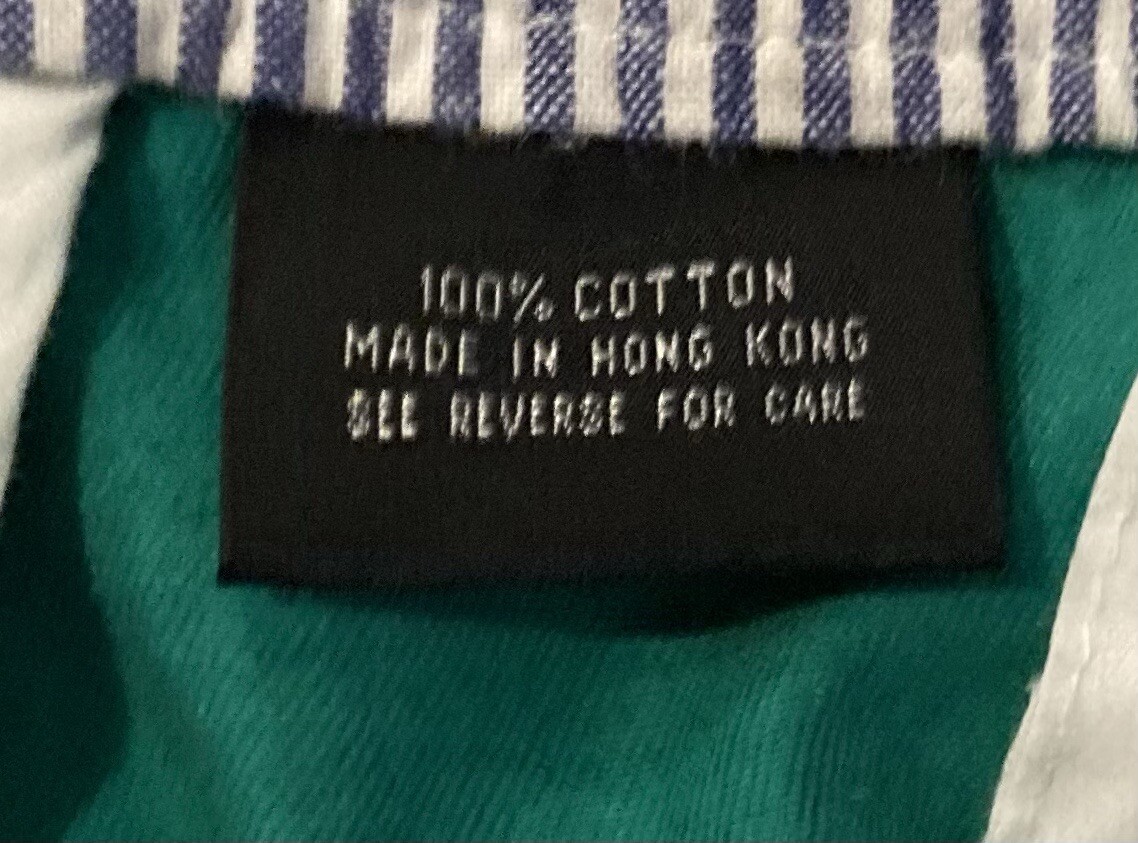 100% COTTON
MADE IN HONG KONG
SEE REVERSE FOR CARE